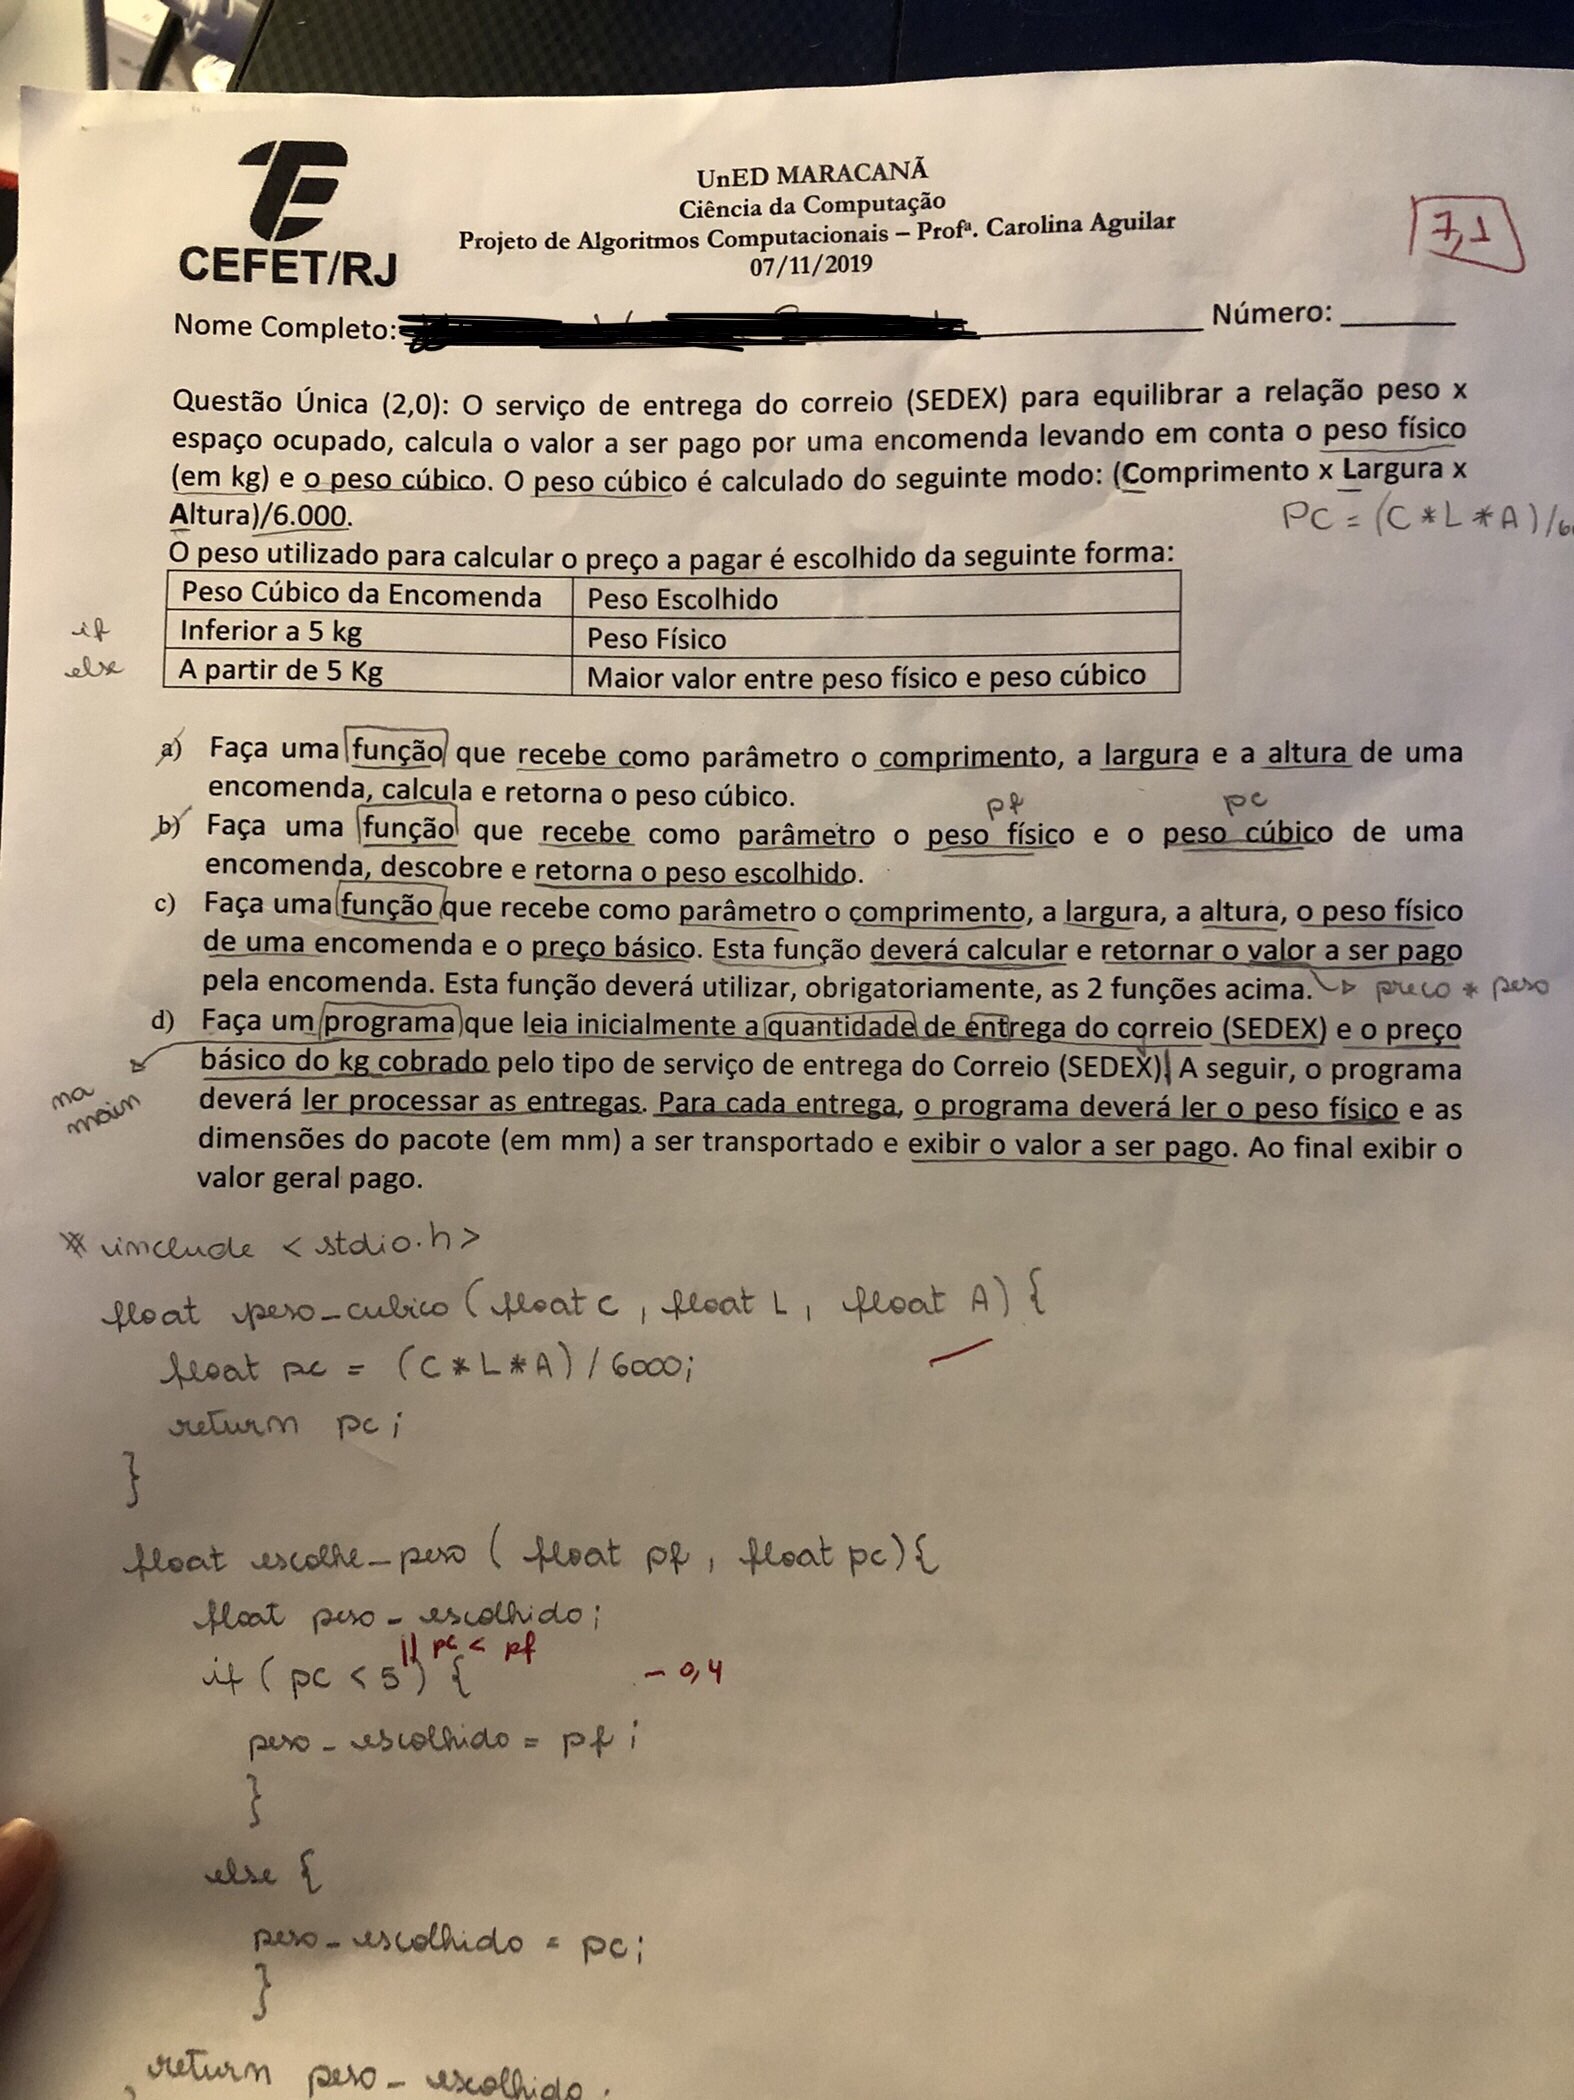 CEFET/RJ
UnED MARACANÃ
Ciência da Computação
Projeto de Algoritmos Computacionais – Profª. Carolina Aguilar
07/11/2019
7,1
Nome Completo:
Número:
Questão Única (2,0): O serviço de entrega do correio (SEDEX) para equilibrar a relação peso x
espaço ocupado, calcula o valor a ser pago por uma encomenda levando em conta o peso físico
(em kg) e o peso cúbico. O peso cúbico é calculado do seguinte modo: (Comprimento x Largura x
Altura)/6.000.
PC = (C * L * A) /
O peso utilizado para calcular o preço a pagar é escolhido da seguinte forma:
Peso Cúbico da Encomenda Peso Escolhido
if Inferior a 5 kg Peso Físico
else A partir de 5 Kg Maior valor entre peso físico e peso cúbico
a) Faça uma função que recebe como parâmetro o comprimento, a largura e a altura de uma
encomenda, calcula e retorna o peso cúbico.
pf pc
b) Faça uma função que recebe como parâmetro o peso físico e o peso cúbico de uma
encomenda, descobre e retorna o peso escolhido.
c) Faça uma função que recebe como parâmetro o comprimento, a largura, a altura, o peso físico
de uma encomenda e o preço básico. Esta função deverá calcular e retornar o valor a ser pago
pela encomenda. Esta função deverá utilizar, obrigatoriamente, as 2 funções acima. preco * peso
d) Faça um programa que leia inicialmente a quantidade de entrega do correio (SEDEX) e o preço
básico do kg cobrado pelo tipo de serviço de entrega do Correio (SEDEX). A seguir, o programa
na
main
deverá ler processar as entregas. Para cada entrega, o programa deverá ler o peso físico e as
dimensões do pacote (em mm) a ser transportado e exibir o valor a ser pago. Ao final exibir o
valor geral pago.
# include < stdio.h >
float peso_cubico ( float C , float L , float A ) {
float pc = ( C * L * A ) / 6000;
return pc ;
}
float escolhe_peso ( float pf , float pc ) {
float peso_escolhido ;
|| pc < pf
if ( pc < 5 ) { - 0,4
peso_escolhido = pf ;
}
else {
peso_escolhido = pc ;
}
return peso_escolhido ;